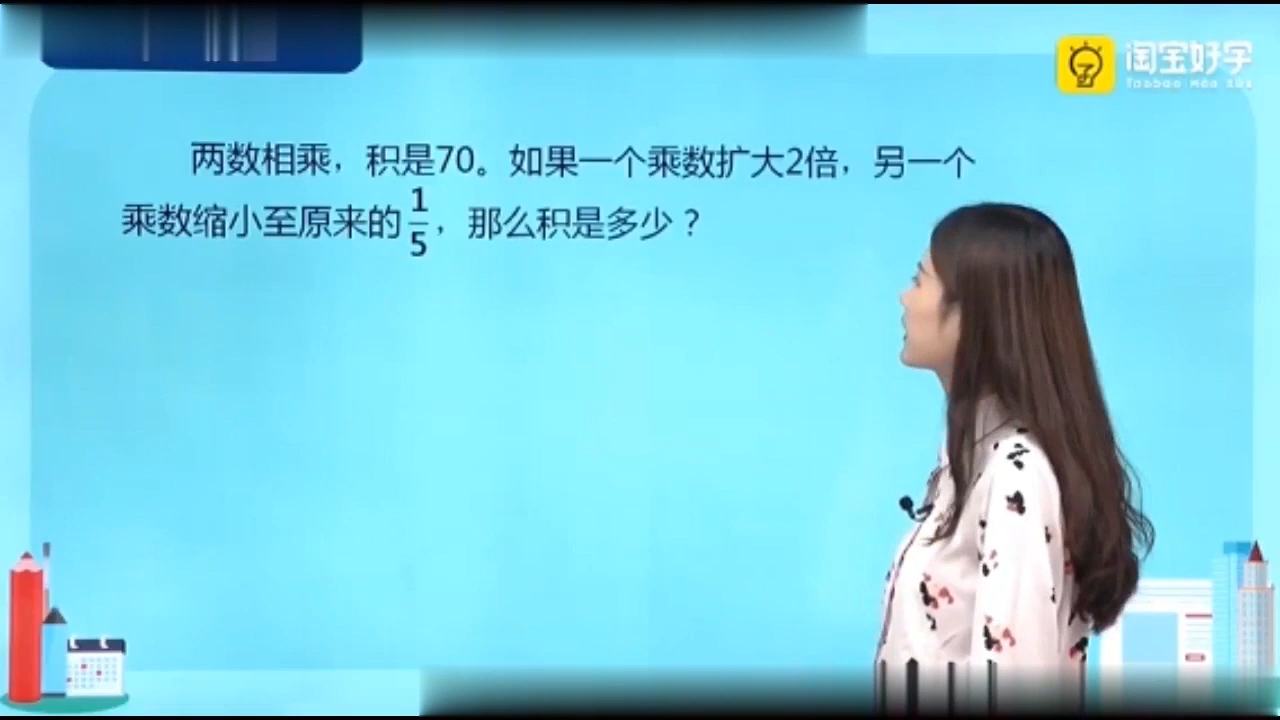 淘宝好字
两数相乘，积是70。如果一个乘数扩大2倍，另一个
乘数缩小至原来的1/5，那么积是多少？